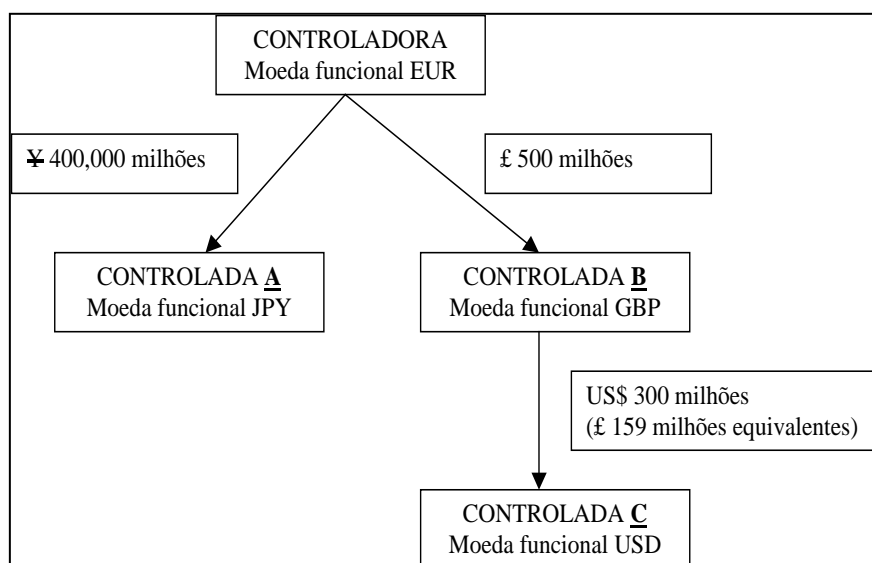 CONTROLADORA
Moeda funcional EUR
¥ 400,000 milhões
£ 500 milhões
CONTROLADA A
Moeda funcional JPY
CONTROLADA B
Moeda funcional GBP
US$ 300 milhões
(£ 159 milhões equivalentes)
CONTROLADA C
Moeda funcional USD